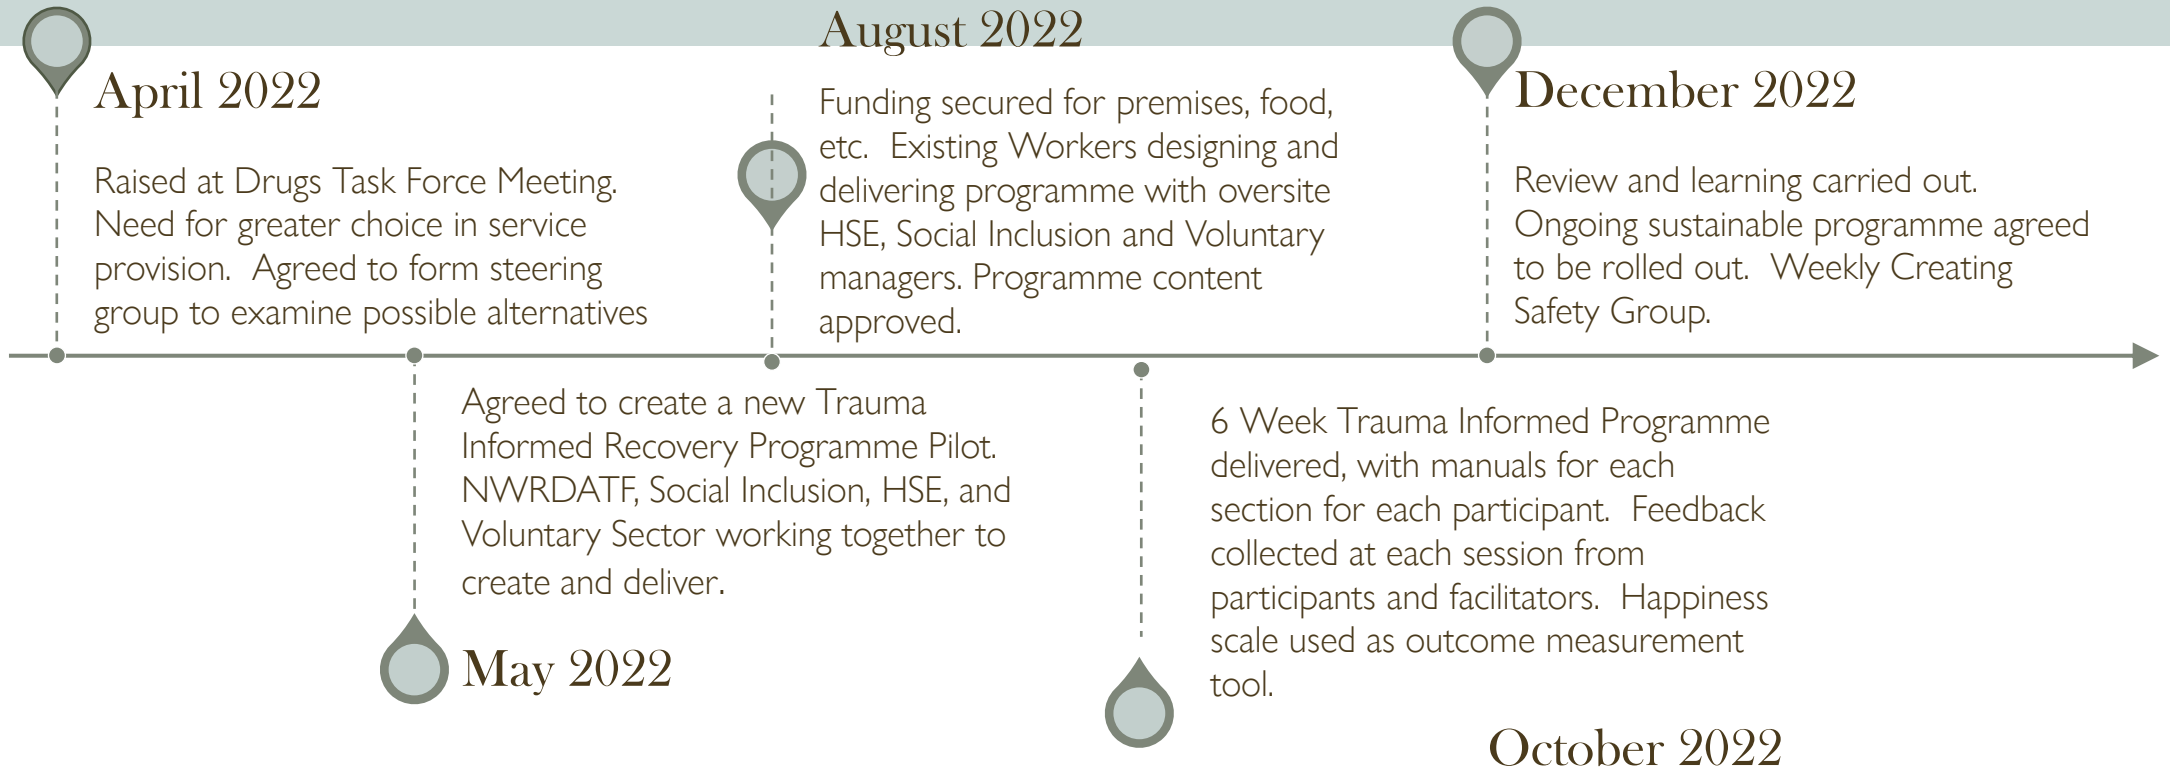 April 2022
Raised at Drugs Task Force Meeting.
Need for greater choice in service
provision.  Agreed to form steering
group to examine possible alternatives
Agreed to create a new Trauma
Informed Recovery Programme Pilot.
NWRDATF, Social Inclusion, HSE, and
Voluntary Sector working together to
create and deliver.
May 2022
August 2022
Funding secured for premises, food,
etc.  Existing Workers designing and
delivering programme with oversite
HSE, Social Inclusion and Voluntary
managers. Programme content
approved.
6 Week Trauma Informed Programme
delivered, with manuals for each
section for each participant.  Feedback
collected at each session from
participants and facilitators.  Happiness
scale used as outcome measurement
tool.
October 2022
December 2022
Review and learning carried out.
Ongoing sustainable programme agreed
to be rolled out.  Weekly Creating
Safety Group.